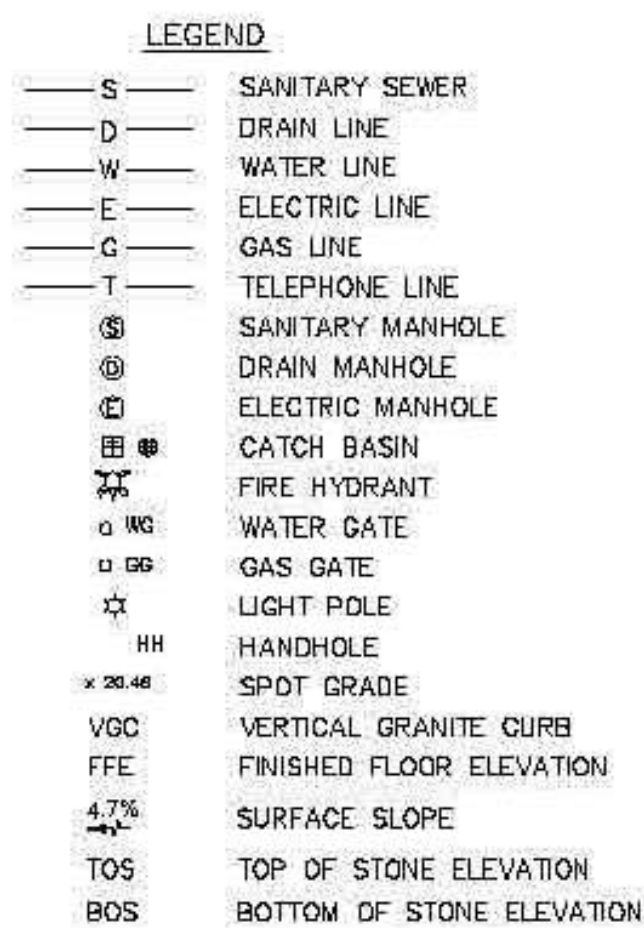 LEGEND
S SANITARY SEWER
D DRAIN LINE
W WATER LINE
E ELECTRIC LINE
G GAS LINE
T TELEPHONE LINE
S SANITARY MANHOLE
D DRAIN MANHOLE
E ELECTRIC MANHOLE
CATCH BASIN
FIRE HYDRANT
WG WATER GATE
GG GAS GATE
LIGHT POLE
HH HANDHOLE
x 20.46 SPOT GRADE
VGC VERTICAL GRANITE CURB
FFE FINISHED FLOOR ELEVATION
4.7% SURFACE SLOPE
TOS TOP OF STONE ELEVATION
BOS BOTTOM OF STONE ELEVATION